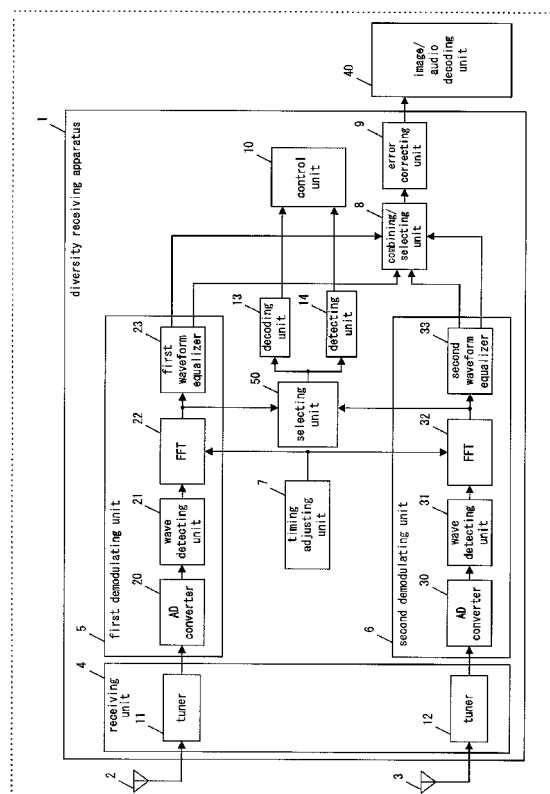 1
diversity receiving apparatus
2
3
4
receiving
unit
11
tuner
12
tuner
5
first demodulating unit
20
AD
converter
21
wave
detecting
unit
22
FFT
23
first
waveform
equalizer
6
second demodulating unit
30
AD
converter
31
wave
detecting
unit
32
FFT
33
second
waveform
equalizer
7
timing
adjusting
unit
50
selecting
unit
13
decoding
unit
14
detecting
unit
10
control
unit
8
combining/
selecting
unit
9
error
correcting
unit
40
image/
audio
decoding
unit